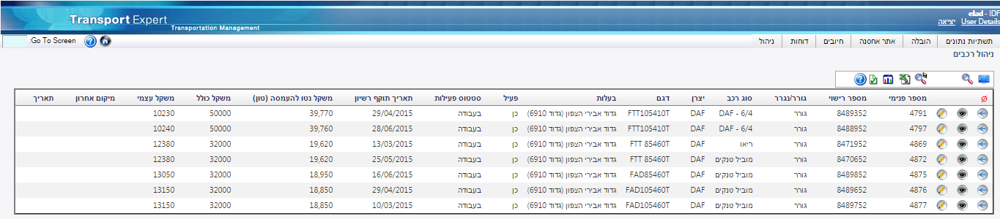 Transport Expert
Transportation Management
elad - IDF
User Details יציאה
Go To Screen:
תשתיות נתונים הובלה אתר אחסנה חיובים דוחות ניהול
ניהול רכבים
מספר פנימי מספר רישוי גורר/נגרר סוג רכב יצרן דגם בעלות פעיל סטטוס פעילות תאריך תוקף רשיון משקל נטו להעמסה (טון) משקל כולל משקל עצמי מיקום אחרון תאריך
4791 8489352 גורר DAF - 6/4 DAF FTT105410T גדוד אבירי הצפון (גדוד 6910) כן בעבודה 29/04/2015 39,770 50000 10230
4797 8488952 גורר DAF - 6/4 DAF FTT105410T גדוד אבירי הצפון (גדוד 6910) כן בעבודה 28/06/2015 39,760 50000 10240
4869 8471952 גורר ריאו DAF FTT 85460T גדוד אבירי הצפון (גדוד 6910) כן בעבודה 13/03/2015 19,620 32000 12380
4872 8470652 גורר מוביל טנקים DAF FTT 85460T גדוד אבירי הצפון (גדוד 6910) כן בעבודה 25/05/2015 19,620 32000 12380
4875 8489852 גורר מוביל טנקים DAF FAD85460T גדוד אבירי הצפון (גדוד 6910) כן בעבודה 16/06/2015 18,950 32000 13050
4876 8489652 גורר מוביל טנקים DAF FAD105460T גדוד אבירי הצפון (גדוד 6910) כן בעבודה 29/04/2015 18,850 32000 13150
4877 8489752 גורר מוביל טנקים DAF FAD105460T גדוד אבירי הצפון (גדוד 6910) כן בעבודה 10/03/2015 18,850 32000 13150